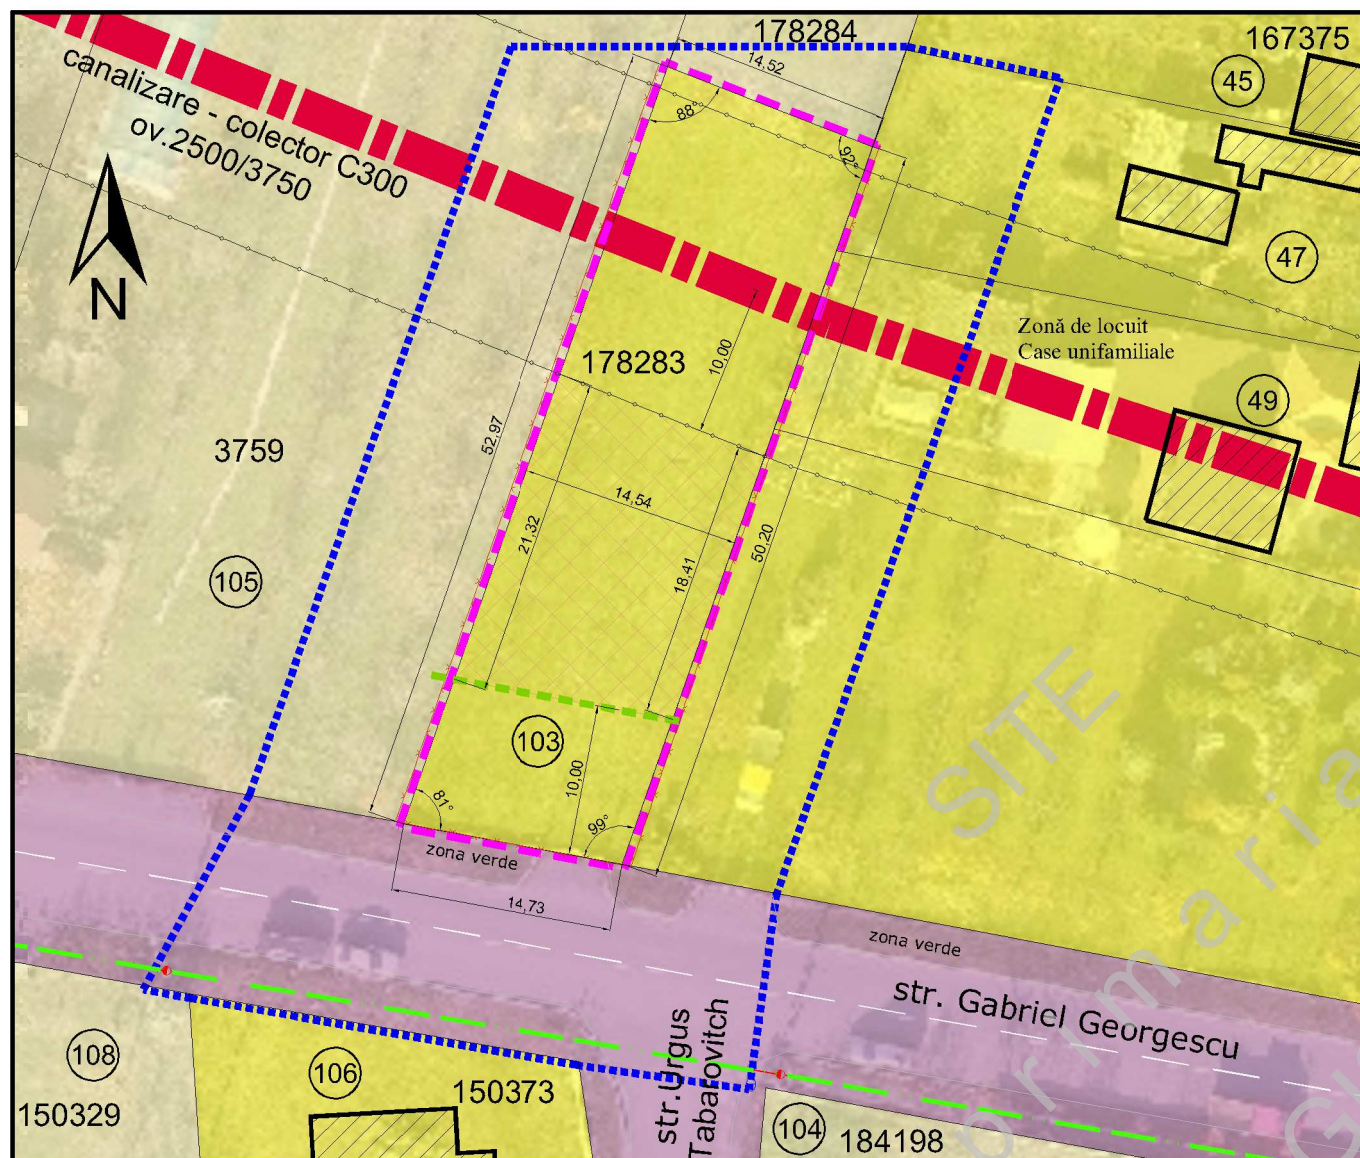 178284
167375
45
14,52
canalizare - colector C300
ov.2500/3750
88°
92°
47
N
Zonă de locuit
Case unifamiliale
10,00
178283
49
52,97
3759
14,54
21,32
50,20
18,41
105
SITE
103
10,00
81°
99°
zona verde
14,73
zona verde
primaria
str. Gabriel Georgescu
str.Urgus
Tabarovitch
108
106
150373
150329
104
184198